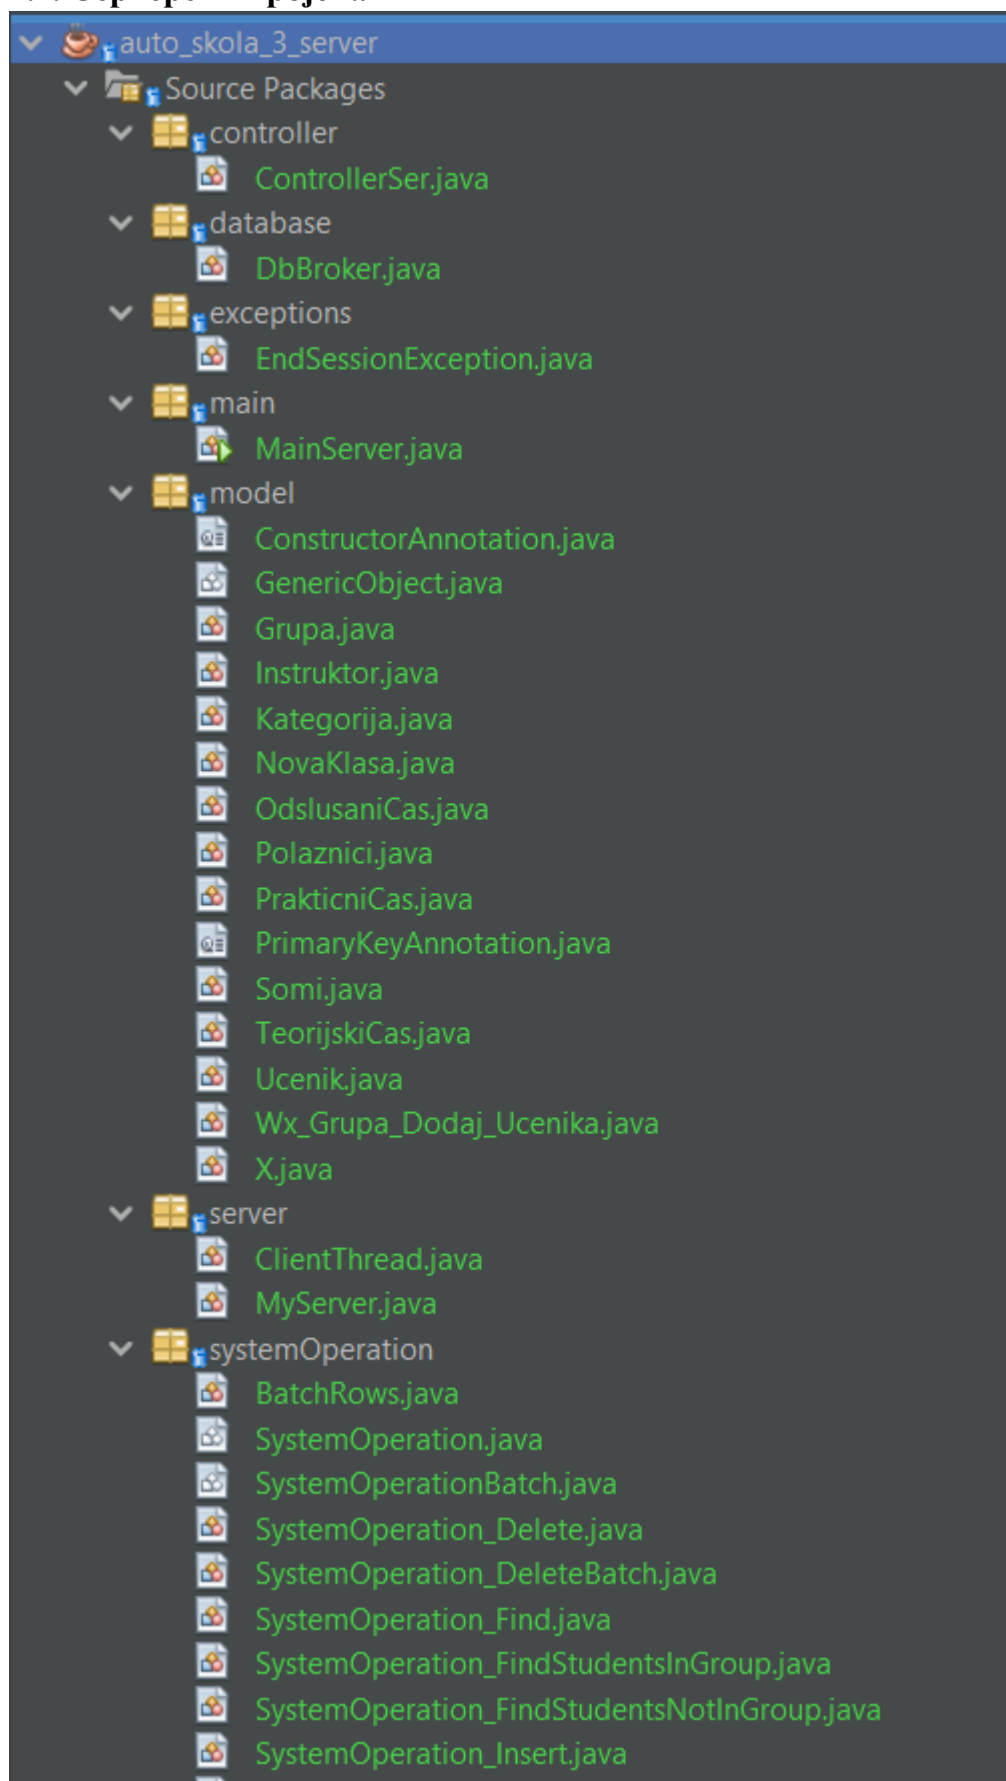 auto_skola_3_server
Source Packages
controller
ControllerSer.java
database
DbBroker.java
exceptions
EndSessionException.java
main
MainServer.java
model
ConstructorAnnotation.java
GenericObject.java
Grupa.java
Instruktor.java
Kategorija.java
NovaKlasa.java
OdslusaniCas.java
Polaznici.java
PrakticniCas.java
PrimaryKeyAnnotation.java
Somi.java
TeorijskiCas.java
Ucenik.java
Wx_Grupa_Dodaj_Ucenika.java
X.java
server
ClientThread.java
MyServer.java
systemOperation
BatchRows.java
SystemOperation.java
SystemOperationBatch.java
SystemOperation_Delete.java
SystemOperation_DeleteBatch.java
SystemOperation_Find.java
SystemOperation_FindStudentsInGroup.java
SystemOperation_FindStudentsNotInGroup.java
SystemOperation_Insert.java